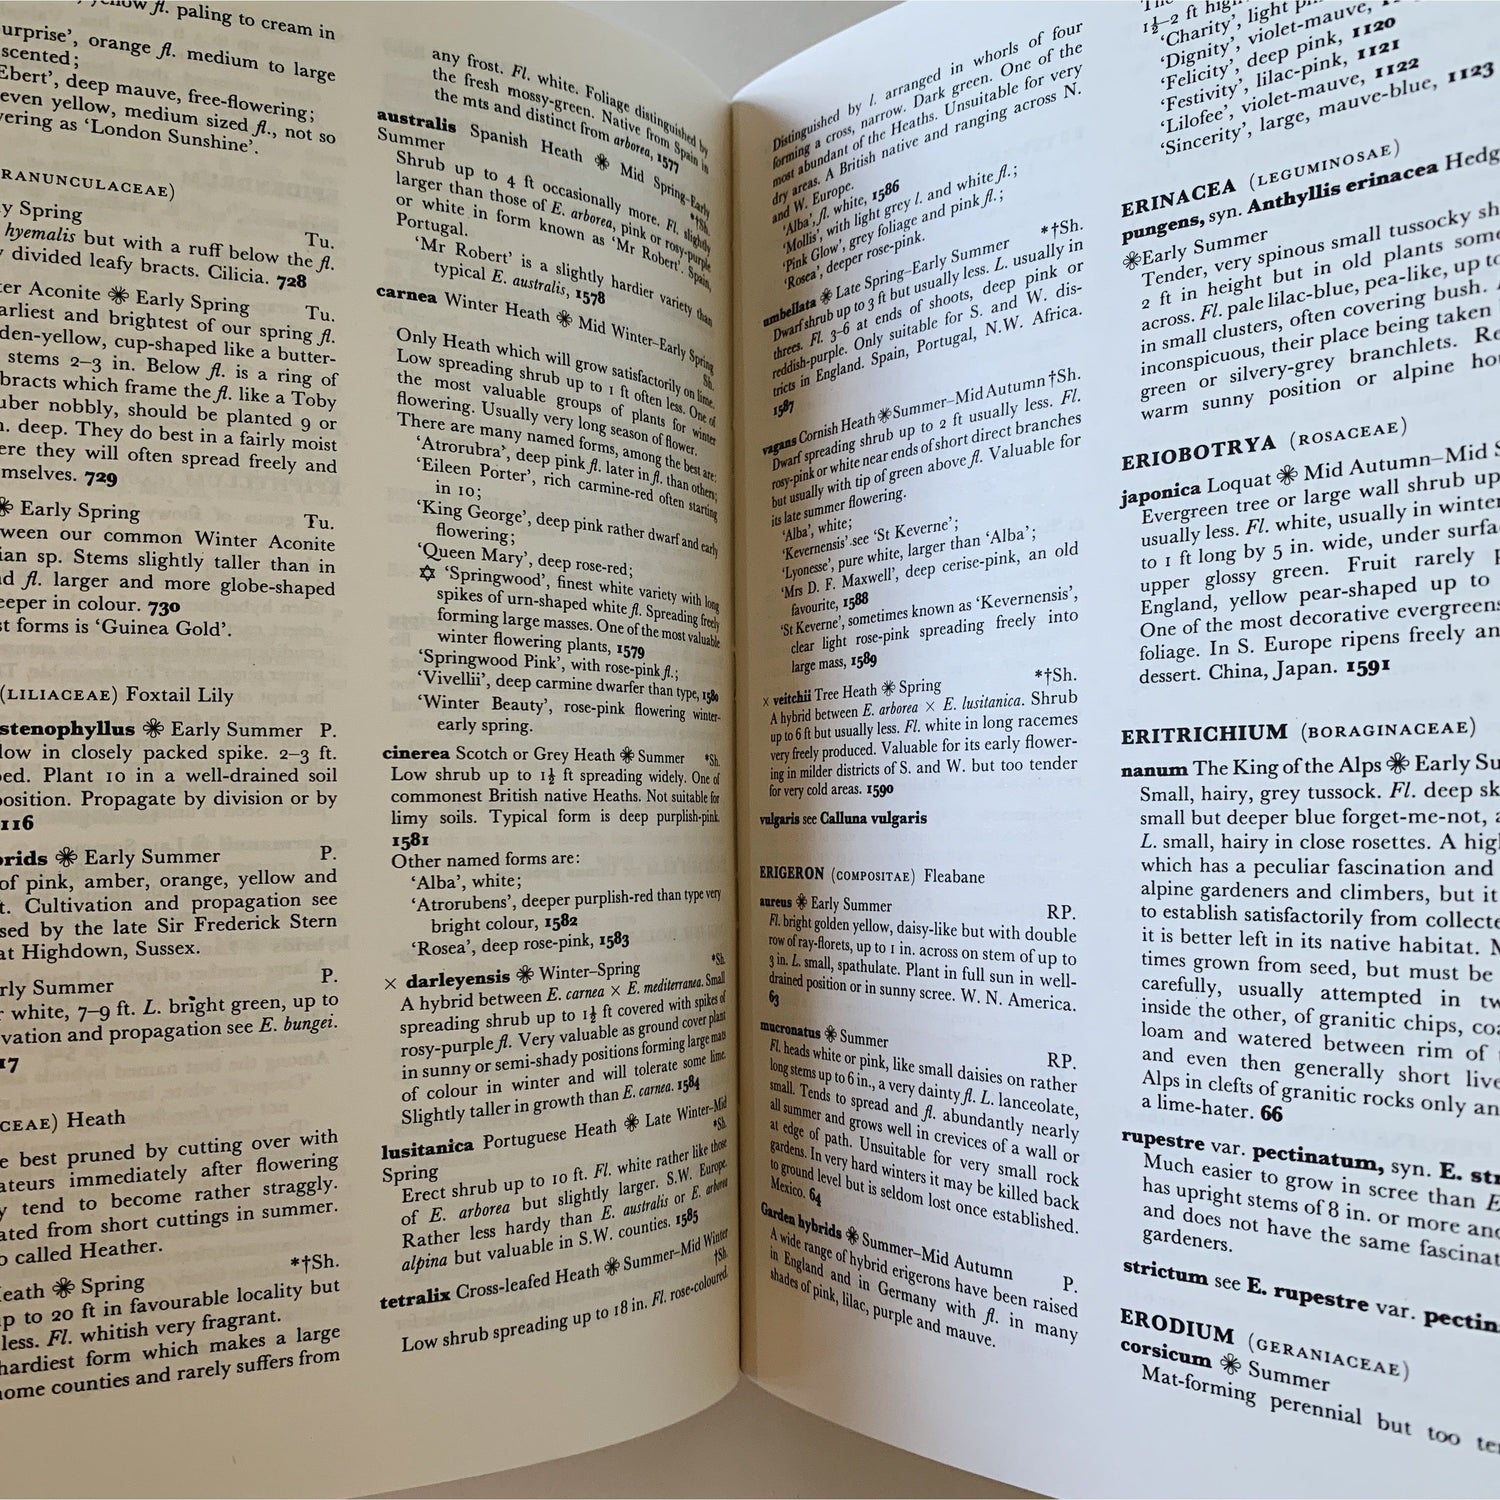 yellow fl. paling to cream in
urprise’, orange fl. medium to large
scented;
Ebert’, deep mauve, free-flowering;
even yellow, medium sized fl., not so
vering as ‘London Sunshine’.
RANUNCULACEAE)
y Spring
Tu.
hyemalis but with a ruff below the fl.
y divided leafy bracts. Cilicia. 728
ter Aconite ❋ Early Spring
Tu.
arliest and brightest of our spring fl.
den-yellow, cup-shaped like a butter-
stems 2–3 in. Below fl. is a ring of
bracts which frame the fl. like a Toby
uber nobbly, should be planted 9 or
n. deep. They do best in a fairly moist
ere they will often spread freely and
mselves. 729
❋ Early Spring
Tu.
ween our common Winter Aconite
ian sp. Stems slightly taller than in
nd fl. larger and more globe-shaped
eeper in colour. 730
st forms is ‘Guinea Gold’.
(LILIACEAE) Foxtail Lily
stenophyllus ❋ Early Summer P.
low in closely packed spike. 2–3 ft.
ped. Plant 10 in a well-drained soil
position. Propagate by division or by
116
brids ❋ Early Summer P.
of pink, amber, orange, yellow and
t. Cultivation and propagation see
sed by the late Sir Frederick Stern
at Highdown, Sussex.
rly Summer P.
r white, 7–9 ft. L. bright green, up to
vation and propagation see E. bungei.
17
CEAE) Heath
e best pruned by cutting over with
ateurs immediately after flowering
y tend to become rather straggly.
ated from short cuttings in summer.
o called Heather.
*†Sh.
eath ❋ Spring
p to 20 ft in favourable locality but
less. Fl. whitish very fragrant.
hardiest form which makes a large
home counties and rarely suffers from
any frost. Fl. white. Foliage distinguished by
the fresh mossy-green. Native from Spain in
the mts and distinct from arborea, 1577
australis Spanish Heath ❋ Mid Spring-Early
Summer *†Sh.
Shrub up to 4 ft occasionally more. Fl. slightly
larger than those of E. arborea, pink or rosy-purple
or white in form known as ‘Mr Robert’. Spain,
Portugal.
‘Mr Robert’ is a slightly hardier variety than
typical E. australis, 1578
carnea Winter Heath ❋ Mid Winter–Early Spring
Sh.
Only Heath which will grow satisfactorily on lime.
Low spreading shrub up to 1 ft often less. One of
the most valuable groups of plants for winter
flowering. Usually very long season of flower.
There are many named forms, among the best are:
‘Atrorubra’, deep pink fl. later in fl. than others;
‘Eileen Porter’, rich carmine-red often starting
in 10;
‘King George’, deep pink rather dwarf and early
flowering;
‘Queen Mary’, deep rose-red;
✡ ‘Springwood’, finest white variety with long
spikes of urn-shaped white fl. Spreading freely
forming large masses. One of the most valuable
winter flowering plants, 1579
‘Springwood Pink’, with rose-pink fl.;
‘Vivellii’, deep carmine dwarfer than type, 1580
‘Winter Beauty’, rose-pink flowering winter-
early spring.
cinerea Scotch or Grey Heath ❋ Summer *Sh.
Low shrub up to 1½ ft spreading widely. One of
commonest British native Heaths. Not suitable for
limy soils. Typical form is deep purplish-pink.
1581
Other named forms are:
‘Alba’, white;
‘Atrorubens’, deeper purplish-red than type very
bright colour, 1582
‘Rosea’, deep rose-pink, 1583
× darleyensis ❋ Winter–Spring *Sh.
A hybrid between E. carnea × E. mediterranea. Small
spreading shrub up to 1½ ft covered with spikes of
rosy-purple fl. Very valuable as ground cover plant
in sunny or semi-shady positions forming large mats
of colour in winter and will tolerate some lime.
Slightly taller in growth than E. carnea. 1584
lusitanica Portuguese Heath ❋ Late Winter-Mid
Spring *Sh.
Erect shrub up to 10 ft. Fl. white rather like those
of E. arborea but slightly larger. S.W. Europe.
Rather less hardy than E. australis or E. arborea
alpina but valuable in S.W. counties. 1585
tetralix Cross-leafed Heath ❋ Summer-Mid Winter
†Sh.
Low shrub spreading up to 18 in. Fl. rose-coloured.
Distinguished by l. arranged in whorls of four
forming a cross, narrow. Dark green. One of the
most abundant of the Heaths. Unsuitable for very
dry areas. A British native and ranging across N.
and W. Europe.
‘Alba’, fl. white, 1586
‘Mollis’, with light grey l. and white fl.;
‘Pink Glow’, grey foliage and pink fl.;
‘Rosea’, deeper rose-pink.
umbellata ❋ Late Spring–Early Summer *†Sh.
Dwarf shrub up to 3 ft but usually less. L. usually in
threes. Fl. 3–6 at ends of shoots, deep pink or
reddish-purple. Only suitable for S. and W. dis-
tricts in England. Spain, Portugal, N.W. Africa.
1587
vagans Cornish Heath ❋ Summer–Mid Autumn †Sh.
Dwarf spreading shrub up to 2 ft usually less. Fl.
rosy-pink or white near ends of short direct branches
but usually with tip of green above fl. Valuable for
its late summer flowering.
‘Alba’, white;
‘Kevernensis’ see ‘St Keverne’;
‘Lyonesse’, pure white, larger than ‘Alba’;
‘Mrs D. F. Maxwell’, deep cerise-pink, an old
favourite, 1588
‘St Keverne’, sometimes known as ‘Kevernensis’,
clear light rose-pink spreading freely into
large mass, 1589
× veitchii Tree Heath ❋ Spring *†Sh.
A hybrid between E. arborea × E. lusitanica. Shrub
up to 6 ft but usually less. Fl. white in long racemes
very freely produced. Valuable for its early flower-
ing in milder districts of S. and W. but too tender
for very cold areas. 1590
vulgaris see Calluna vulgaris
ERIGERON (COMPOSITAE) Fleabane
aureus ❋ Early Summer RP.
Fl. bright golden yellow, daisy-like but with double
row of ray-florets, up to 1 in. across on stem of up to
3 in. L. small, spathulate. Plant in full sun in well-
drained position or in sunny scree. W. N. America.
63
mucronatus ❋ Summer RP.
Fl. heads white or pink, like small daisies on rather
long stems up to 6 in., a very dainty fl. L. lanceolate,
small. Tends to spread and fl. abundantly nearly
all summer and grows well in crevices of a wall or
at edge of path. Unsuitable for very small rock
gardens. In very hard winters it may be killed back
to ground level but is seldom lost once established.
Mexico. 64
Garden hybrids ❋ Summer–Mid Autumn P.
A wide range of hybrid erigerons have been raised
in England and in Germany with fl. in many
shades of pink, lilac, purple and mauve.
1½–2 ft high
‘Charity’, light
‘Dignity’, violet-mauve,
‘Felicity’, deep pink, 1120
‘Festivity’, lilac-pink, 1121
‘Lilofee’, violet-mauve, 1122
‘Sincerity’, large, mauve-blue, 1123
ERINACEA (LEGUMINOSAE)
pungens, syn. Anthyllis erinacea Hedg
❋Early Summer
Tender, very spinous small tussocky sh
2 ft in height but in old plants some
across. Fl. pale lilac-blue, pea-like, up to
in small clusters, often covering bush.
inconspicuous, their place being taken
green or silvery-grey branchlets. Re
warm sunny position or alpine ho
ERIOBOTRYA (ROSACEAE)
japonica Loquat ❋ Mid Autumn–Mid S
Evergreen tree or large wall shrub up
usually less. Fl. white, usually in winter
to 1 ft long by 5 in. wide, under surfa
upper glossy green. Fruit rarely p
England, yellow pear-shaped up to
One of the most decorative evergreens
foliage. In S. Europe ripens freely an
dessert. China, Japan. 1591
ERITRICHIUM (BORAGINACEAE)
nanum The King of the Alps ❋ Early Su
Small, hairy, grey tussock. Fl. deep sk
small but deeper blue forget-me-not, a
L. small, hairy in close rosettes. A hig
which has a peculiar fascination and
alpine gardeners and climbers, but it
to establish satisfactorily from collecte
it is better left in its native habitat. M
times grown from seed, but must be
carefully, usually attempted in tw
inside the other, of granitic chips, coa
loam and watered between rim of
and even then generally short live
Alps in clefts of granitic rocks only an
a lime-hater. 66
rupestre var. pectinatum, syn. E. str
Much easier to grow in scree than E
has upright stems of 8 in. or more and
and does not have the same fascinat
gardeners.
strictum see E. rupestre var. pectin
ERODIUM (GERANIACEAE)
corsicum ❋ Summer
Mat-forming perennial but too te